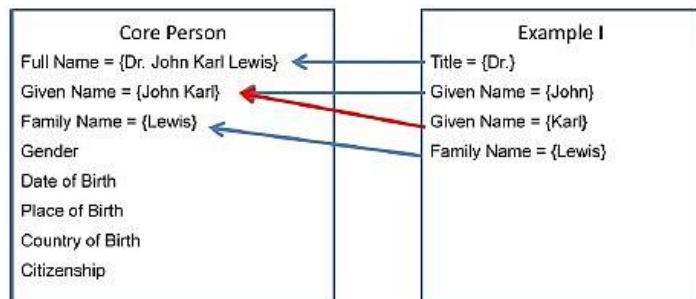 Core Person
Full Name = {Dr. John Karl Lewis}
Given Name = {John Karl}
Family Name = {Lewis}
Gender
Date of Birth
Place of Birth
Country of Birth
Citizenship
Example I
Title = {Dr.}
Given Name = {John}
Given Name = {Karl}
Family Name = {Lewis}